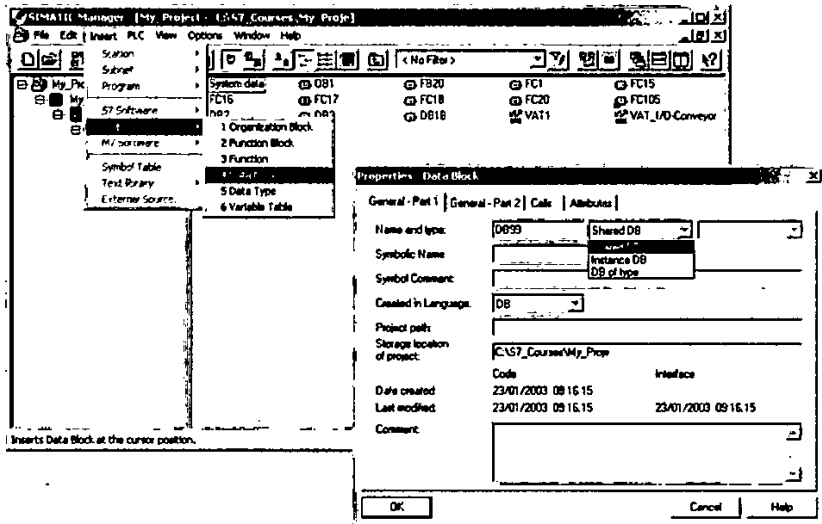 SIMATIC Manager - [My_Project - C:\S7_Courses\My_Proje]
File Edit Insert PLC View Options Window Help
Station
Subnet
Program
S7 Software
M7 Software
Symbol Table
Text library
External Source
< No Filter >
System data OB1 FB20 FC1 FC15
FC16 FC17 FC18 FC20 FC105
DB2 DB3 DB18 VAT1 VAT_I/O-Conveyor
1 Organization Block
2 Function Block
3 Function
5 Data Type
6 Variable Table
Inserts Data Block at the cursor position.
Properties - Data Block
General - Part 1 General - Part 2 Calls Attributes
Name and type: DB99 Shared DB
Instance DB
DB of type
Symbolic Name
Symbol Comment:
Created in Language: DB
Project path:
Storage location
of project: C:\S7_Courses\My_Proje
Code Interface
Date created: 23/01/2003 09:16.15
Last modified: 23/01/2003 09:16.15 23/01/2003 09:16.15
Comment:
OK Cancel Help